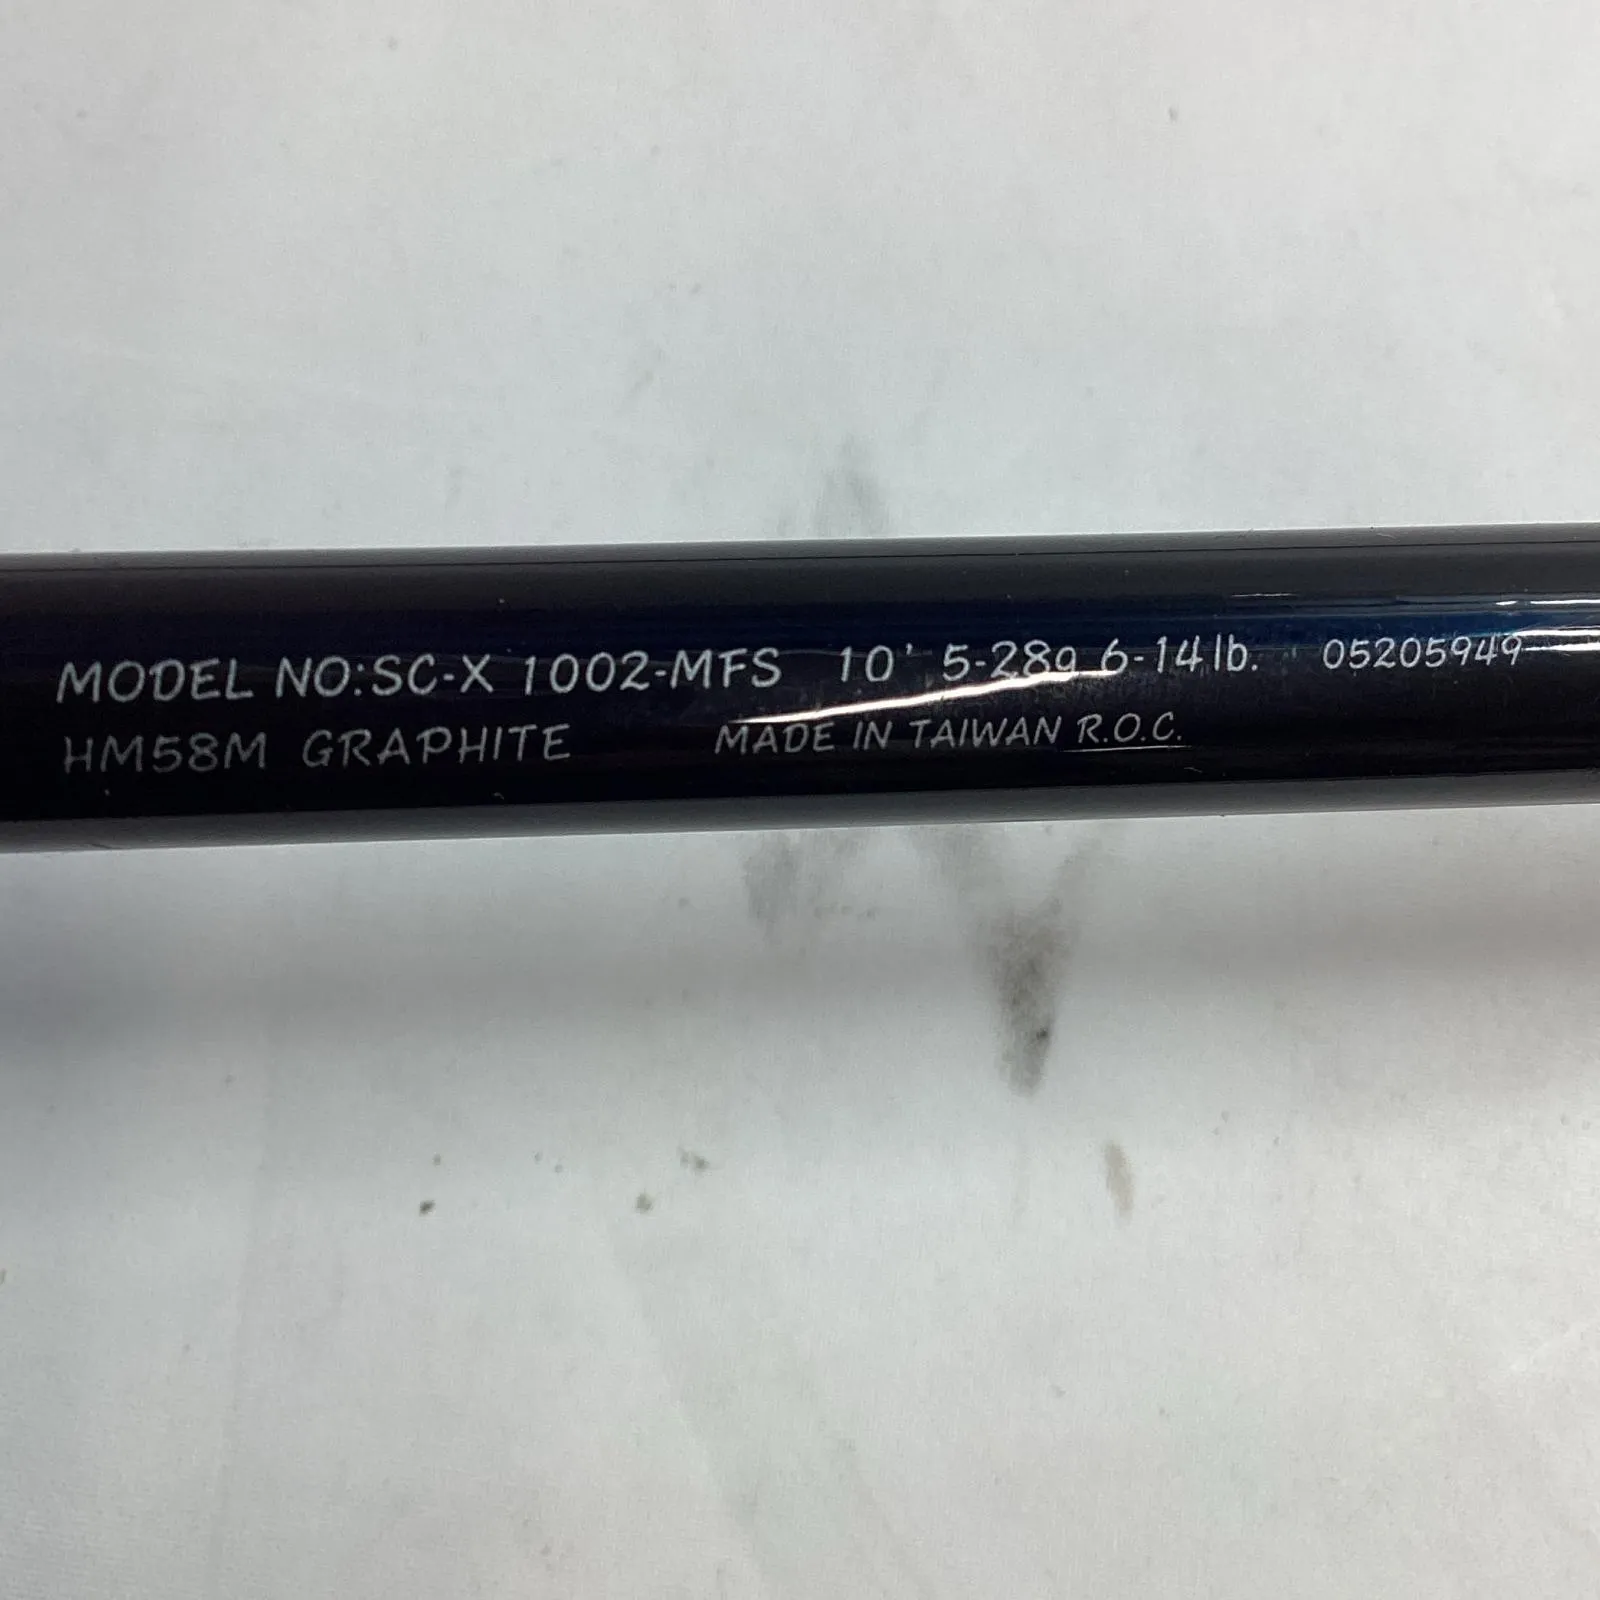 MODEL NO:SC-X 1002-MFS 10' 5-28g 6-14lb. 05205949
HM58M GRAPHITE MADE IN TAIWAN R.O.C.